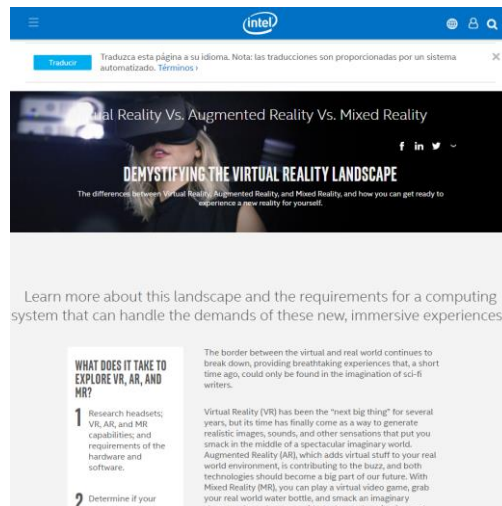 intel
Traducir
Traduzca esta página a su idioma. Nota: las traducciones son proporcionadas por un sistema
automatizado. Términos ›
al Reality Vs. Augmented Reality Vs. Mixed Reality
f in
DEMYSTIFYING THE VIRTUAL REALITY LANDSCAPE
The differences between Virtual Reality, Augmented Reality, and Mixed Reality, and how you can get ready to
experience a new reality for yourself.
Learn more about this landscape and the requirements for a computing
system that can handle the demands of these new, immersive experiences
WHAT DOES IT TAKE TO
EXPLORE VR, AR, AND
MR?
1 Research headsets;
VR, AR, and MR
capabilities; and
requirements of the
hardware and
software.
2 Determine if your
The border between the virtual and real world continues to
break down, providing breathtaking experiences that, a short
time ago, could only be found in the imagination of sci-fi
writers.
Virtual Reality (VR) has been the “next big thing” for several
years, but its time has finally come as a way to generate
realistic images, sounds, and other sensations that put you
smack in the middle of a spectacular imaginary world.
Augmented Reality (AR), which adds virtual stuff to your real
world environment, is contributing to the buzz, and both
technologies should become a big part of our future. With
Mixed Reality (MR), you can play a virtual video game, grab
your real world water bottle, and smack an imaginary